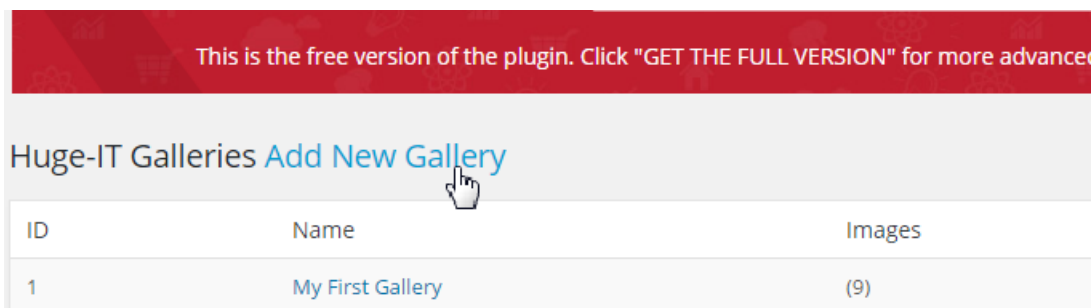 This is the free version of the plugin. Click "GET THE FULL VERSION" for more advanced
Huge-IT Galleries Add New Gallery
ID Name Images
1 My First Gallery (9)